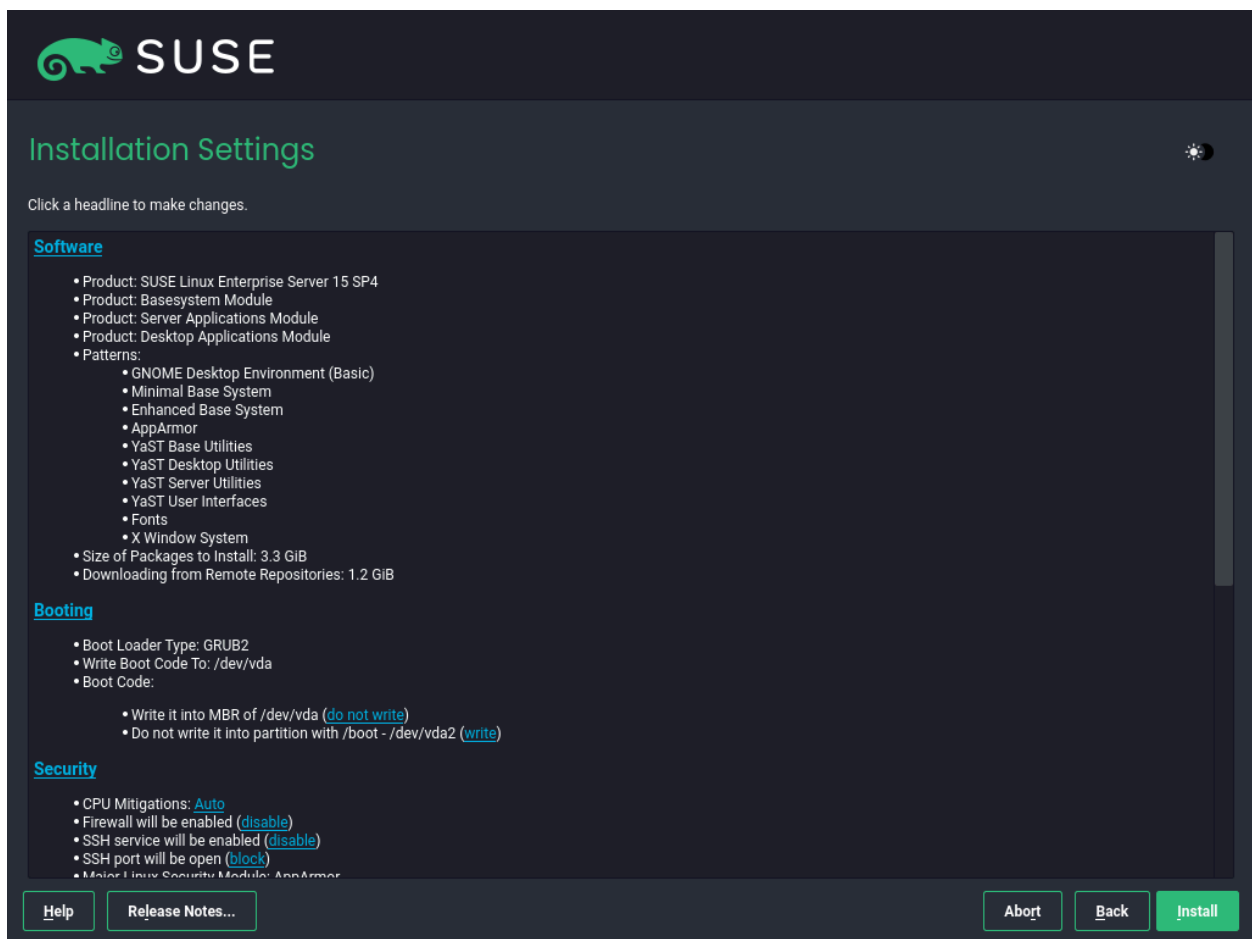 SUSE
Installation Settings
Click a headline to make changes.
Software
• Product: SUSE Linux Enterprise Server 15 SP4
• Product: Basesystem Module
• Product: Server Applications Module
• Product: Desktop Applications Module
• Patterns:
• GNOME Desktop Environment (Basic)
• Minimal Base System
• Enhanced Base System
• AppArmor
• YaST Base Utilities
• YaST Desktop Utilities
• YaST Server Utilities
• YaST User Interfaces
• Fonts
• X Window System
• Size of Packages to Install: 3.3 GiB
• Downloading from Remote Repositories: 1.2 GiB
Booting
• Boot Loader Type: GRUB2
• Write Boot Code To: /dev/vda
• Boot Code:
• Write it into MBR of /dev/vda (do not write)
• Do not write it into partition with /boot - /dev/vda2 (write)
Security
• CPU Mitigations: Auto
• Firewall will be enabled (disable)
• SSH service will be enabled (disable)
• SSH port will be open (block)
• Major Linux Security Module: AppArmor
Help Release Notes... Abort Back Install